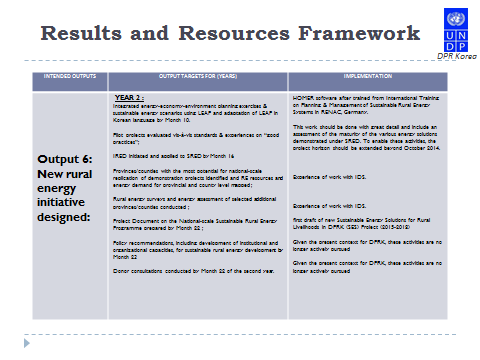 Results and Resources Framework
U N
D P
DPR Korea
INTENDED OUTPUTS
OUTPUT TARGETS FOR (YEARS)
IMPLEMENTATION
Output 6:
New rural
energy
initiative
designed:
YEAR 2 :
Integrated energy-economy-environment planning exercises &
sustainable energy scenarios using LEAP and adaptation of LEAP in
Korean language by Month 10.
Pilot projects evaluated vis-à-vis standards & experiences on "good
practices";
IRED initiated and applied to SRED by Month 16
Provinces/counties with the most potential for national-scale
replication of demonstration projects identified and RE resources and
energy demand for provincial and county level mapped;
Rural energy surveys and energy assessment of selected additional
provinces/counties conducted ;
Project Document on the National-scale Sustainable Rural Energy
Programme prepared by Month 22 ;
Policy recommendations, including development of institutional and
organisational capacities, for sustainable rural energy development by
Month 22
Donor consultations conducted by Month 22 of the second year.
HOMER software after trained from International Training
on Planning & Management of Sustainable Rural Energy
Systems in RENAC, Germany.
This work should be done with great detail and include an
assessment of the maturity of the various energy solutions
demonstrated under SRED. To enable these activities, the
project horizon should be extended beyond October 2014.
Experience of work with IDS.
Experience of work with IDS.
first draft of new Sustainable Energy Solutions for Rural
Livelihoods in DPRK (SES) Project (2013-2015)
Given the present context for DPRK, these activities are no
longer actively pursued
Given the present context for DPRK, these activities are no
longer actively pursued